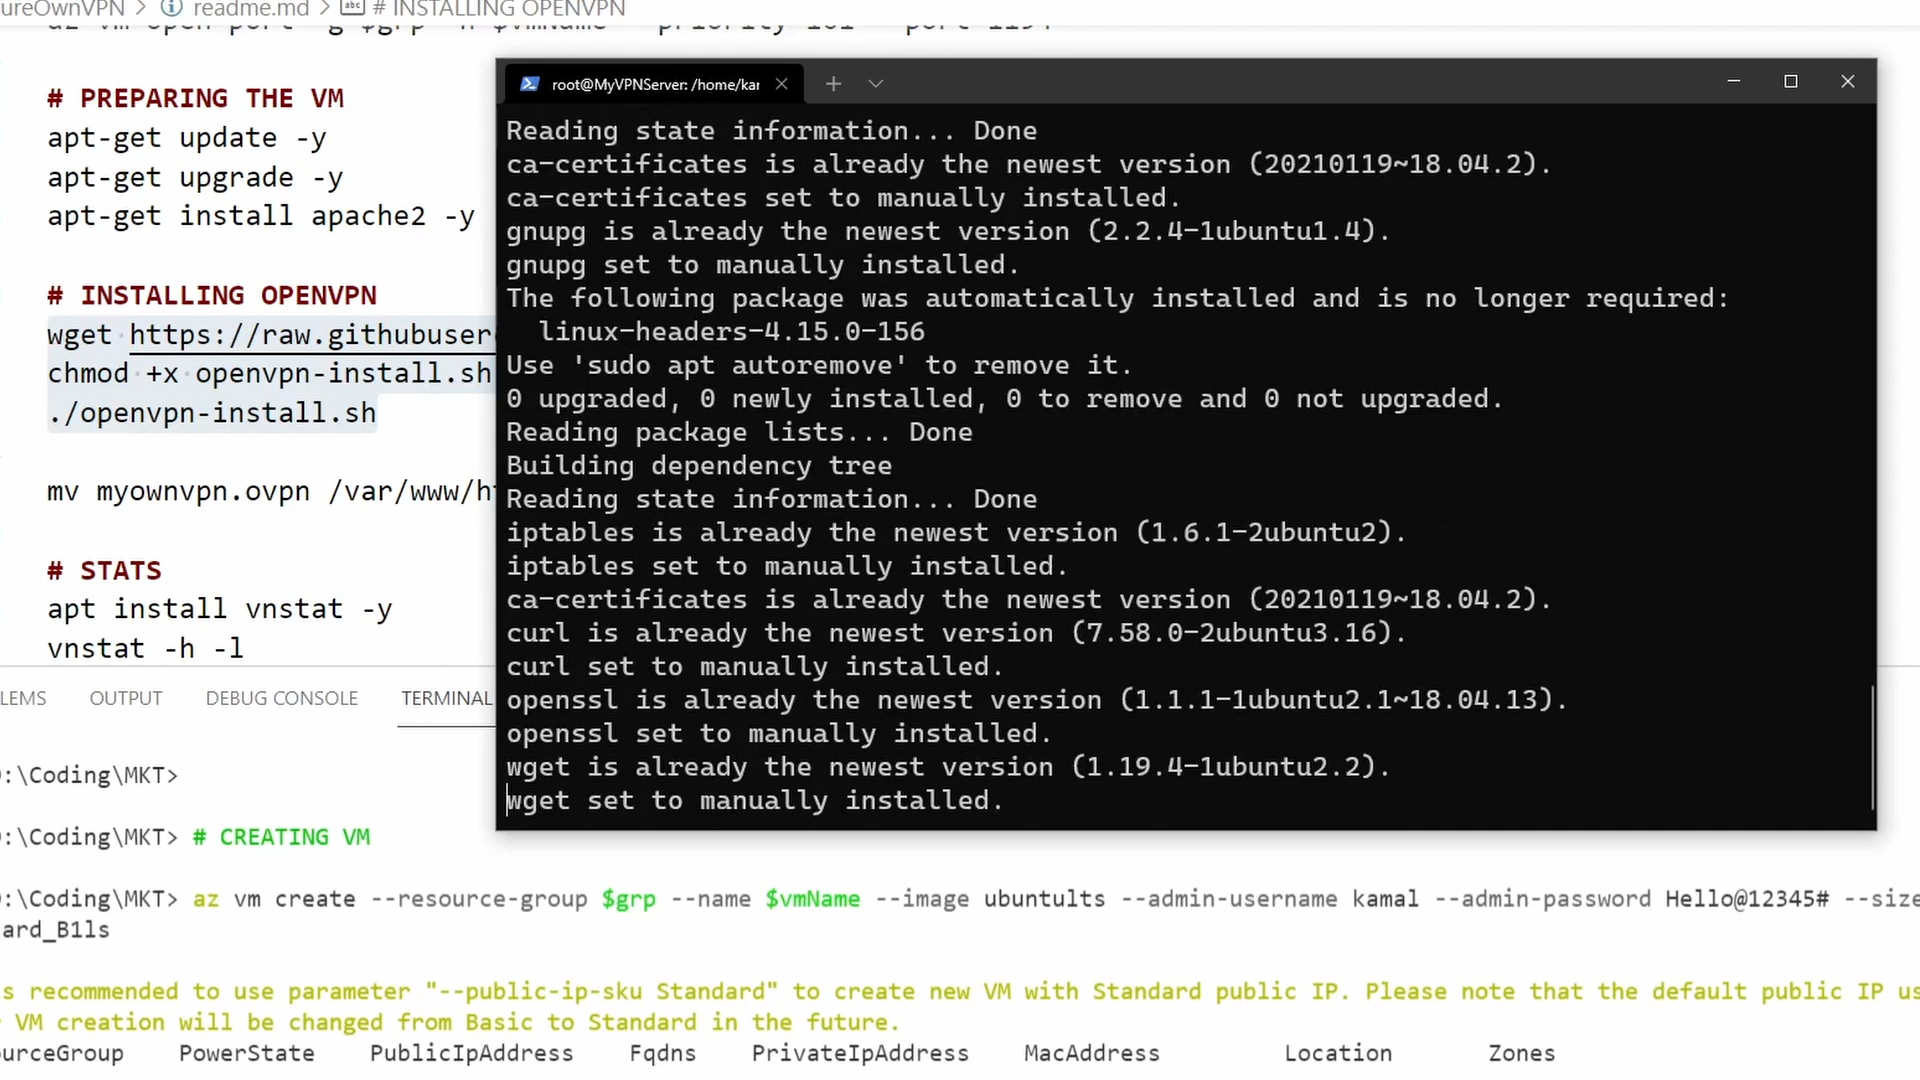 ureOwnVPN > readme.md > # INSTALLING OPENVPN
az vm open-port -g $grp -n $vmName --priority 101 --port 1194
# PREPARING THE VM
apt-get update -y
apt-get upgrade -y
apt-get install apache2 -y
# INSTALLING OPENVPN
wget https://raw.githubuser
chmod +x openvpn-install.sh
./openvpn-install.sh
mv myownvpn.ovpn /var/www/ht
# STATS
apt install vnstat -y
vnstat -h -l
root@MyVPNServer: /home/kar
Reading state information... Done
ca-certificates is already the newest version (20210119~18.04.2).
ca-certificates set to manually installed.
gnupg is already the newest version (2.2.4-1ubuntu1.4).
gnupg set to manually installed.
The following package was automatically installed and is no longer required:
linux-headers-4.15.0-156
Use 'sudo apt autoremove' to remove it.
0 upgraded, 0 newly installed, 0 to remove and 0 not upgraded.
Reading package lists... Done
Building dependency tree
Reading state information... Done
iptables is already the newest version (1.6.1-2ubuntu2).
iptables set to manually installed.
ca-certificates is already the newest version (20210119~18.04.2).
curl is already the newest version (7.58.0-2ubuntu3.16).
curl set to manually installed.
openssl is already the newest version (1.1.1-1ubuntu2.1~18.04.13).
openssl set to manually installed.
wget is already the newest version (1.19.4-1ubuntu2.2).
wget set to manually installed.
LEMS OUTPUT DEBUG CONSOLE TERMINAL
:\Coding\MKT>
:\Coding\MKT> # CREATING VM
:\Coding\MKT> az vm create --resource-group $grp --name $vmName --image ubuntults --admin-username kamal --admin-password Hello@12345# --size
ard_B1ls
s recommended to use parameter "--public-ip-sku Standard" to create new VM with Standard public IP. Please note that the default public IP us
VM creation will be changed from Basic to Standard in the future.
urceGroup PowerState PublicIpAddress Fqdns PrivateIpAddress MacAddress Location Zones